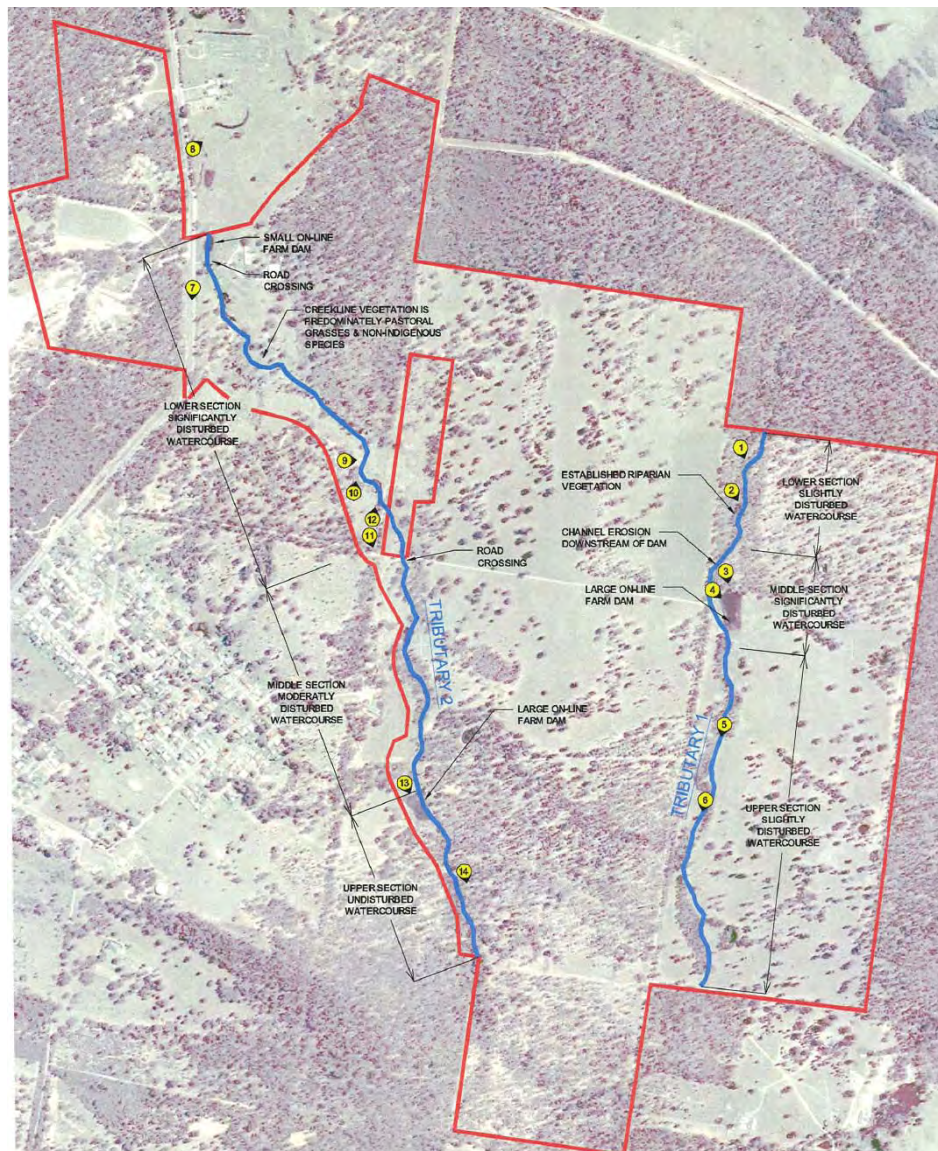 8
SMALL ON-LINE
FARM DAM
ROAD
CROSSING
7
CREEKLINE VEGETATION IS
PREDOMINATELY PASTORAL
GRASSES & NON-INDIGENOUS
SPECIES
LOWER SECTION
SIGNIFICANTLY
DISTURBED
WATERCOURSE
9
10
12
11
ROAD
CROSSING
TRIBUTARY 2
MIDDLE SECTION
MODERATLY
DISTURBED
WATERCOURSE
LARGE ON-LINE
FARM DAM
13
14
UPPER SECTION
UNDISTURBED
WATERCOURSE
1
2
ESTABLISHED RIPARIAN
VEGETATION
LOWER SECTION
SLIGHTLY
DISTURBED
WATERCOURSE
CHANNEL EROSION
DOWNSTREAM OF DAM
3
4
LARGE ON-LINE
FARM DAM
MIDDLE SECTION
SIGNIFICANTLY
DISTURBED
WATERCOURSE
5
TRIBUTARY 1
6
UPPER SECTION
SLIGHTLY
DISTURBED
WATERCOURSE